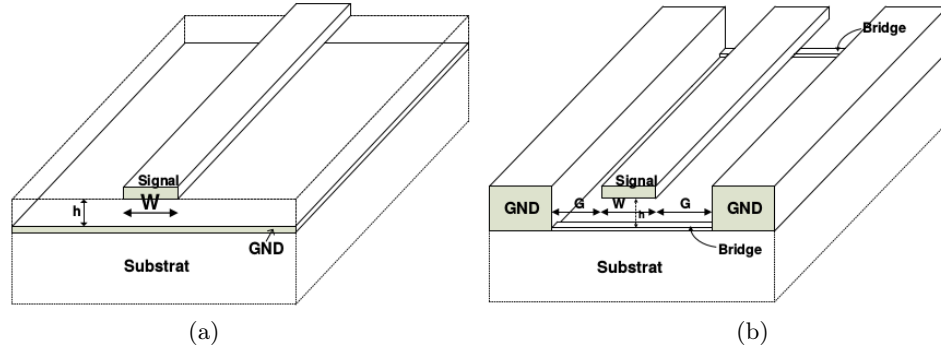 Signal
W
h
GND
Substrat
(a)
Bridge
Signal
GND
G
W
G
h
GND
Bridge
Substrat
(b)